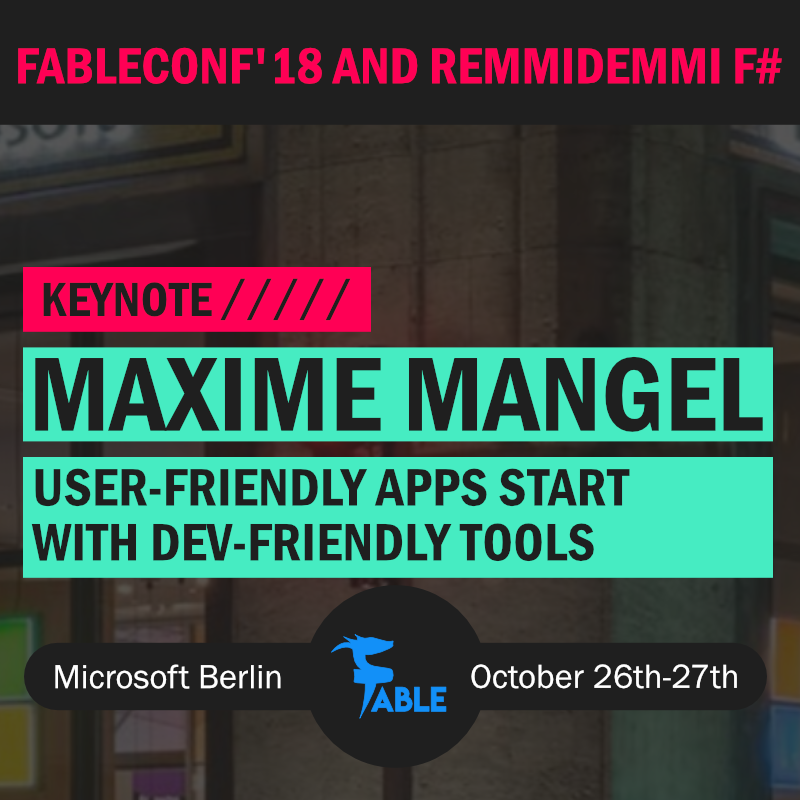 FABLECONF'18 AND REMMIDEMMI F#
KEYNOTE /////
MAXIME MANGEL
USER-FRIENDLY APPS START
WITH DEV-FRIENDLY TOOLS
Microsoft Berlin
FABLE
October 26th-27th